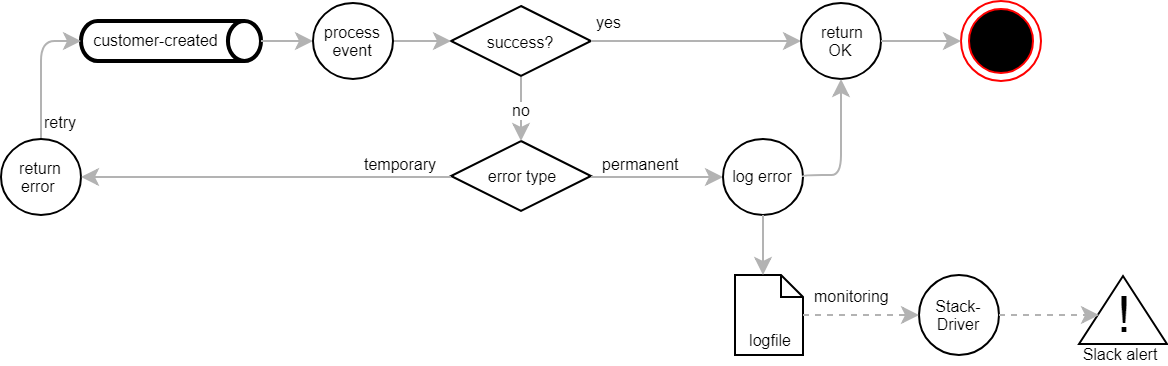 customer-created
process
event
success?
yes
return
OK
no
retry
return
error
temporary
error type
permanent
log error
logfile
monitoring
Stack-
Driver
!
Slack alert